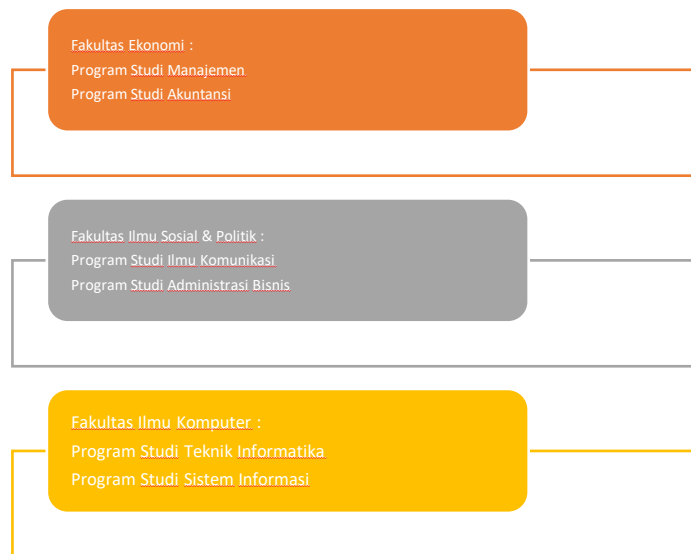 Fakultas Ekonomi :
Program Studi Manajemen
Program Studi Akuntansi
Fakultas Ilmu Sosial & Politik :
Program Studi Ilmu Komunikasi
Program Studi Administrasi Bisnis
Fakultas Ilmu Komputer :
Program Studi Teknik Informatika
Program Studi Sistem Informasi